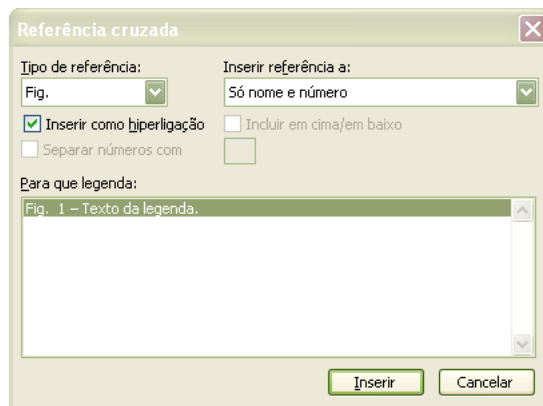 Referência cruzada
Tipo de referência: Inserir referência a:
Fig. Só nome e número
Inserir como hiperligação Incluir em cima/em baixo
Separar números com
Para que legenda:
Fig. 1 – Texto da legenda.
Inserir Cancelar